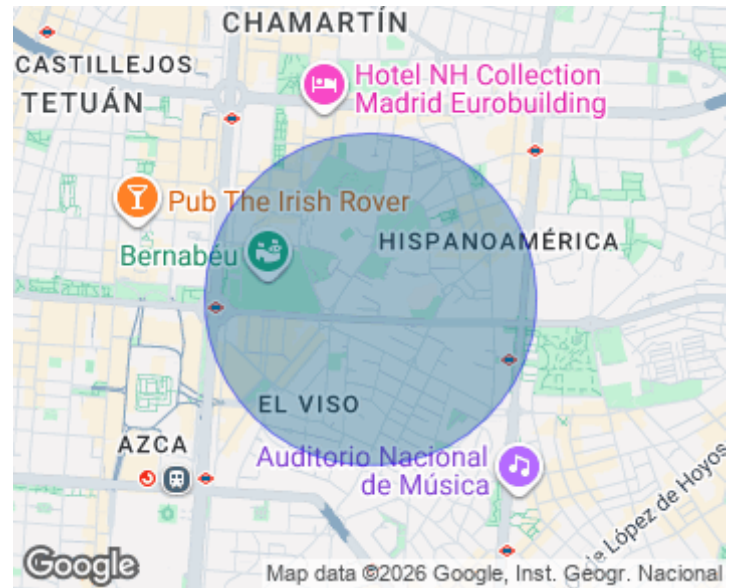 CHAMARTÍN
CASTILLEJOS
TETUÁN
Hotel NH Collection
Madrid Eurobuilding
Pub The Irish Rover
Bernabéu
HISPANOAMÉRICA
EL VISO
AZCA
Auditorio Nacional
de Música
de López de Hoyos
Google
Map data ©2026 Google, Inst. Geogr. Nacional